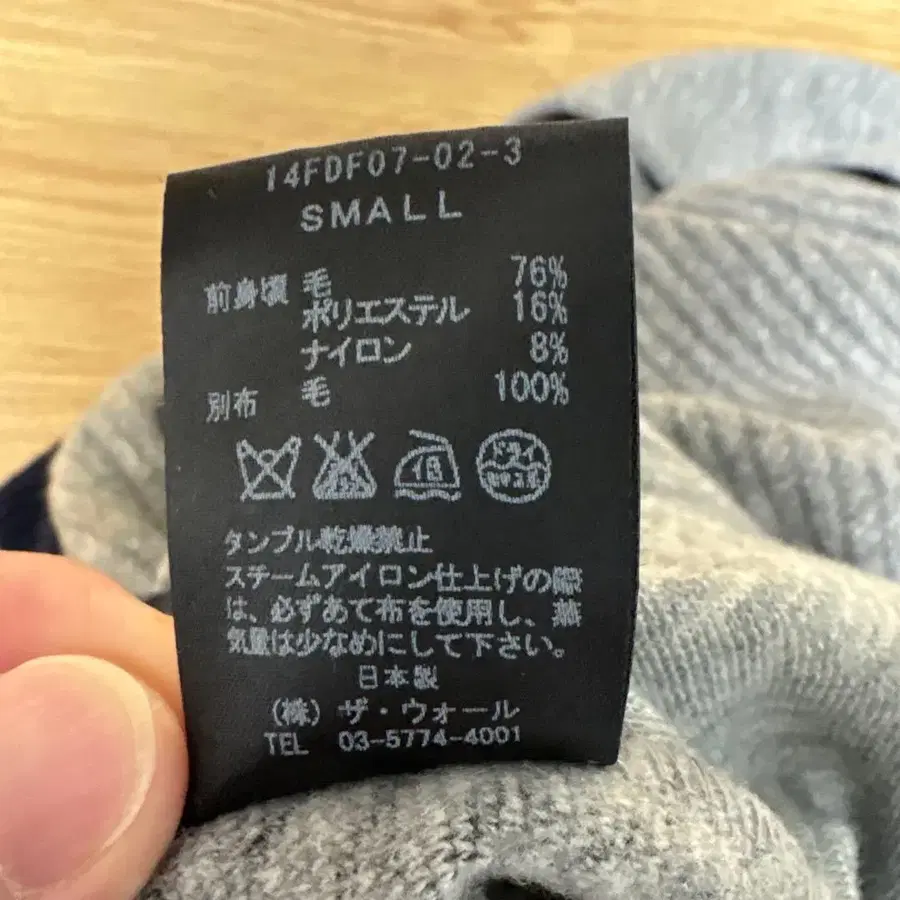 14FDF07-02-3
SMALL
前身頃 毛 76%
ポリエステル 16%
ナイロン 8%
別布 毛 100%
ドライ
タンブル乾燥禁止
スチームアイロン仕上げの際
は、必ずあて布を使用し、蒸
気量は少なめにして下さい。
日本製
(株) ザ・ウォール
TEL 03-5774-4001